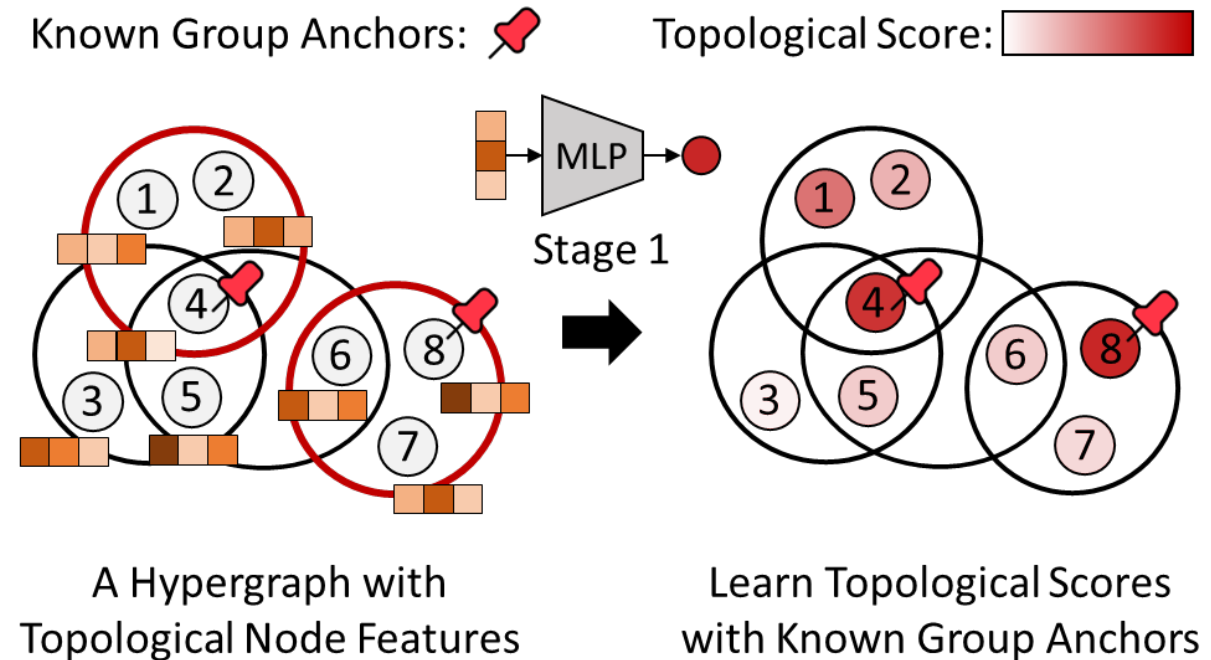 Known Group Anchors:
Topological Score:
MLP
Stage 1
1
2
4
3
5
6
8
7
1
2
4
3
5
6
8
7
A Hypergraph with
Topological Node Features
Learn Topological Scores
with Known Group Anchors